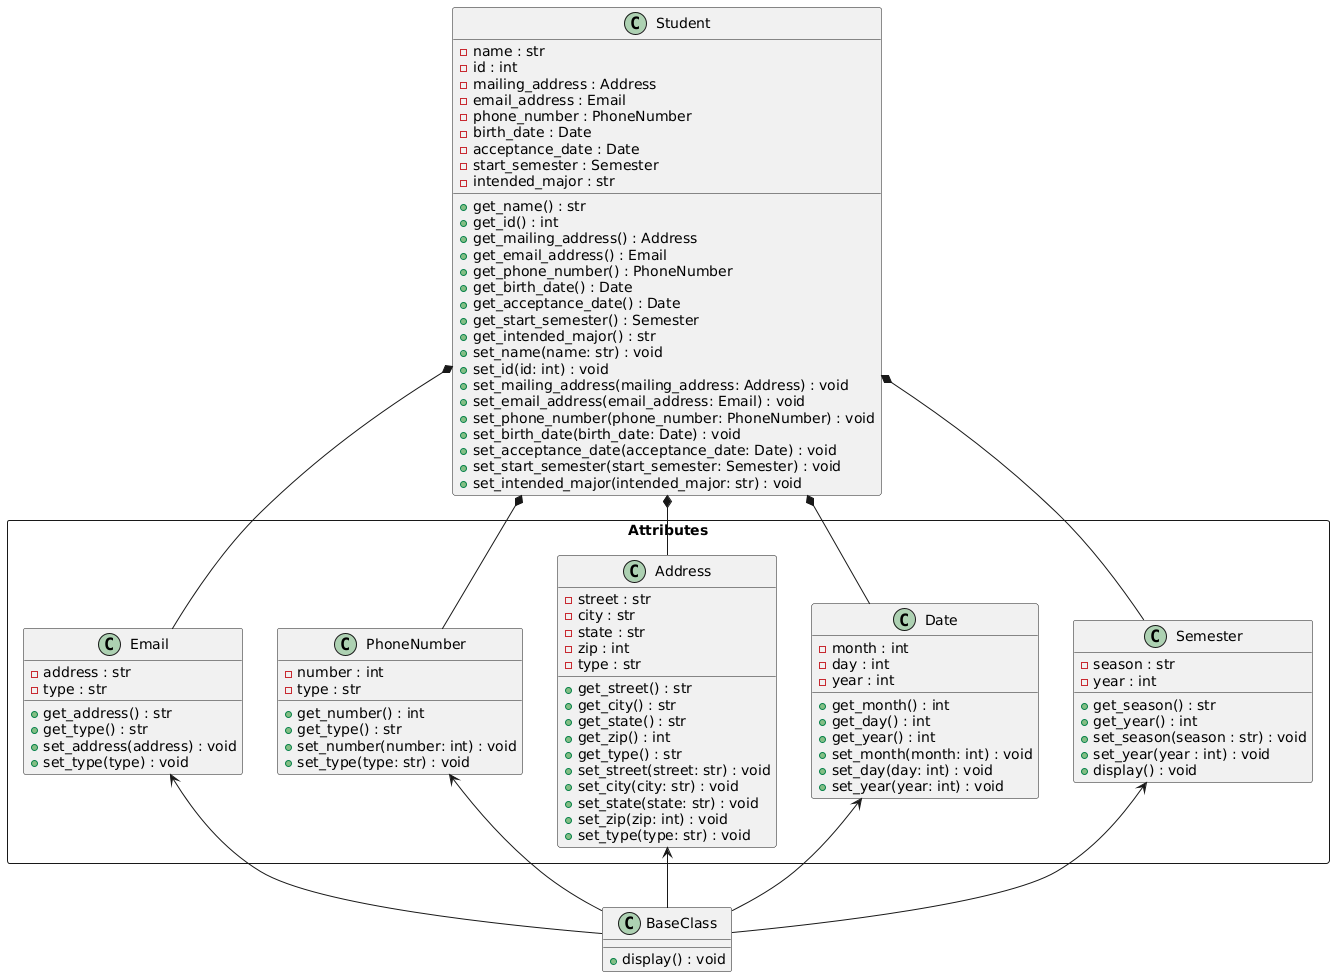 C Student
name : str
id : int
mailing_address : Address
email_address : Email
phone_number : PhoneNumber
birth_date : Date
acceptance_date : Date
start_semester : Semester
intended_major : str
get_name() : str
get_id() : int
get_mailing_address() : Address
get_email_address() : Email
get_phone_number() : PhoneNumber
get_birth_date() : Date
get_acceptance_date() : Date
get_start_semester() : Semester
get_intended_major() : str
set_name(name: str) : void
set_id(id: int) : void
set_mailing_address(mailing_address: Address) : void
set_email_address(email_address: Email) : void
set_phone_number(phone_number: PhoneNumber) : void
set_birth_date(birth_date: Date) : void
set_acceptance_date(acceptance_date: Date) : void
set_start_semester(start_semester: Semester) : void
set_intended_major(intended_major: str) : void
Attributes
C Email
address : str
type : str
get_address() : str
get_type() : str
set_address(address) : void
set_type(type) : void
C PhoneNumber
number : int
type : str
get_number() : int
get_type() : str
set_number(number: int) : void
set_type(type: str) : void
C Address
street : str
city : str
state : str
zip : int
type : str
get_street() : str
get_city() : str
get_state() : str
get_zip() : int
get_type() : str
set_street(street: str) : void
set_city(city: str) : void
set_state(state: str) : void
set_zip(zip: int) : void
set_type(type: str) : void
C Date
month : int
day : int
year : int
get_month() : int
get_day() : int
get_year() : int
set_month(month: int) : void
set_day(day: int) : void
set_year(year: int) : void
C Semester
season : str
year : int
get_season() : str
get_year() : int
set_season(season : str) : void
set_year(year : int) : void
display() : void
C BaseClass
display() : void